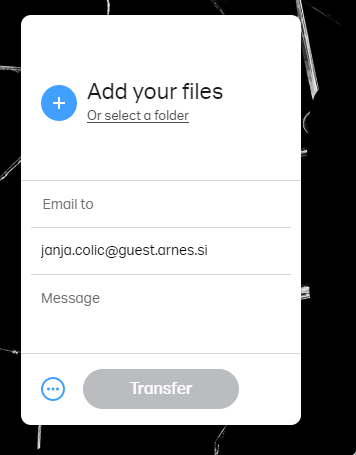 Add your files
Or select a folder
Email to
janja.colic@guest.arnes.si
Message
Transfer